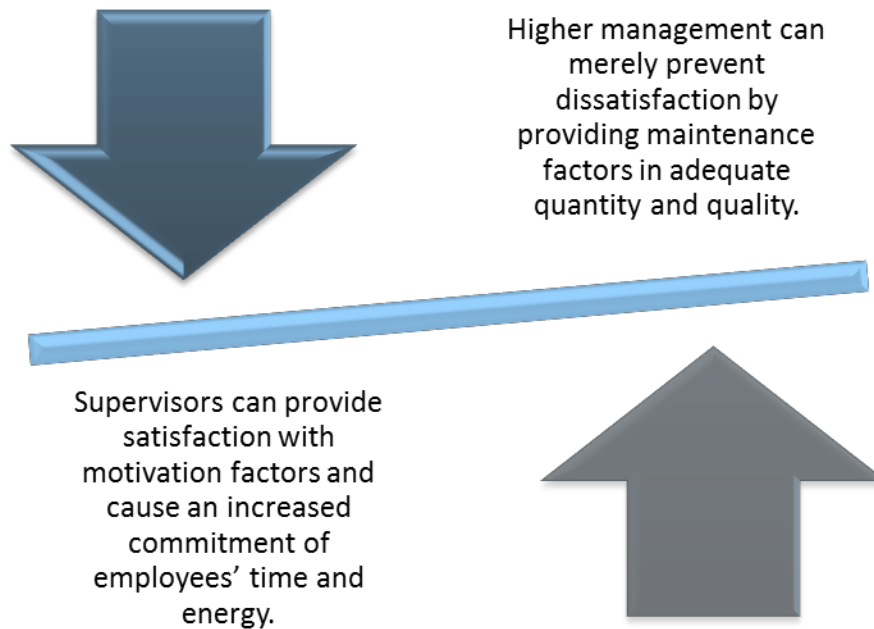 Higher management can
merely prevent
dissatisfaction by
providing maintenance
factors in adequate
quantity and quality.
Supervisors can provide
satisfaction with
motivation factors and
cause an increased
commitment of
employees’ time and
energy.